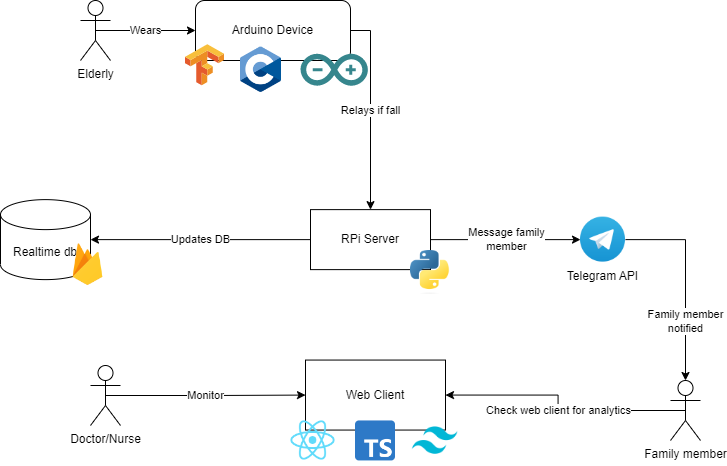 Wears
Arduino Device
Elderly
Relays if fall
Realtime db
Updates DB
RPi Server
Message family
member
Telegram API
Family member
notified
Doctor/Nurse
Monitor
Web Client
TS
Check web client for analytics
Family member